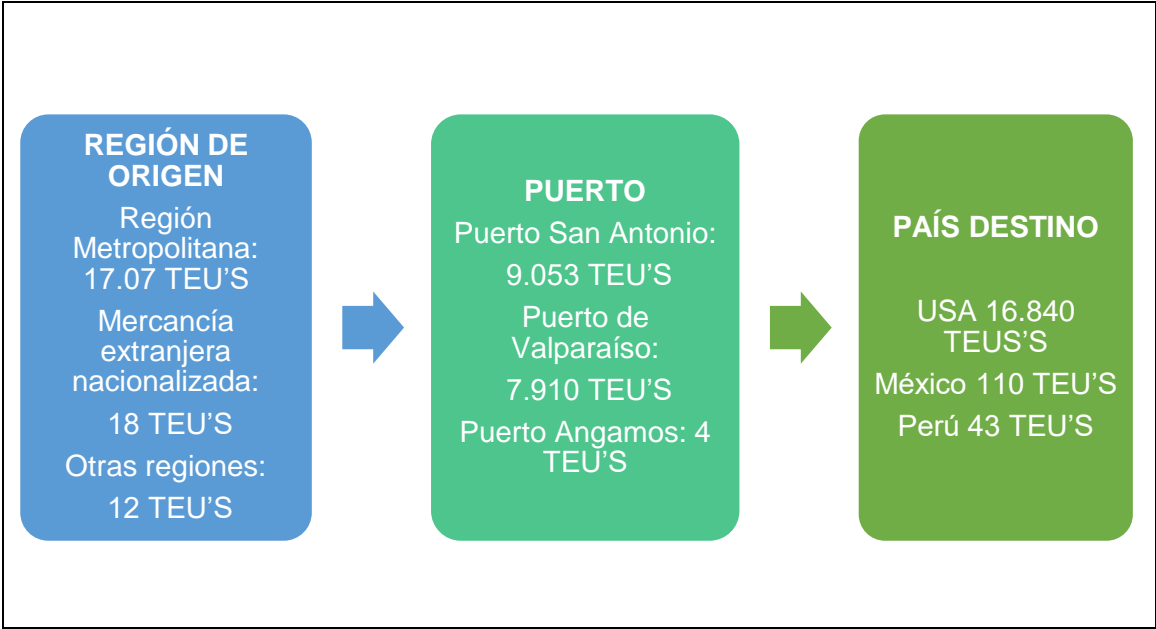 REGIÓN DE
ORIGEN
Región
Metropolitana:
17.07 TEU’S
Mercancía
extranjera
nacionalizada:
18 TEU’S
Otras regiones:
12 TEU’S
PUERTO
Puerto San Antonio:
9.053 TEU’S
Puerto de
Valparaíso:
7.910 TEU’S
Puerto Angamos: 4
TEU’S
PAÍS DESTINO
USA 16.840
TEUS’S
México 110 TEU’S
Perú 43 TEU’S